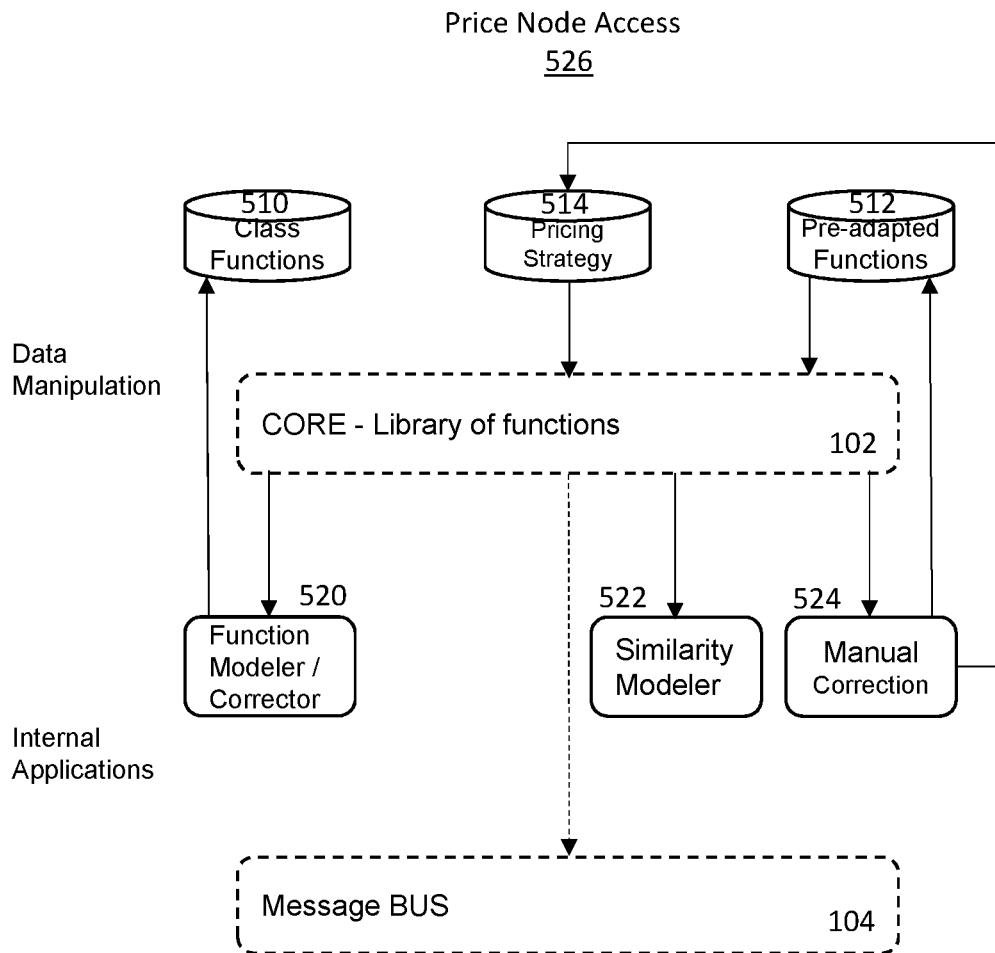 Price Node Access
526
510
Class
Functions
514
Pricing
Strategy
512
Pre-adapted
Functions
Data
Manipulation
CORE - Library of functions
102
520
Function
Modeler /
Corrector
522
Similarity
Modeler
524
Manual
Correction
Internal
Applications
Message BUS
104